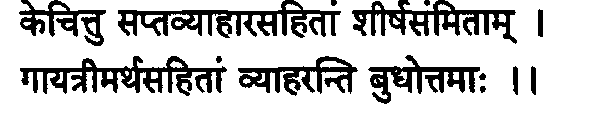 केचित्तु सप्तव्याहारसहितां शीर्षसंमिताम् ।
गायत्रीमर्थसहितां व्याहरन्ति बुधोत्तमाः ।।